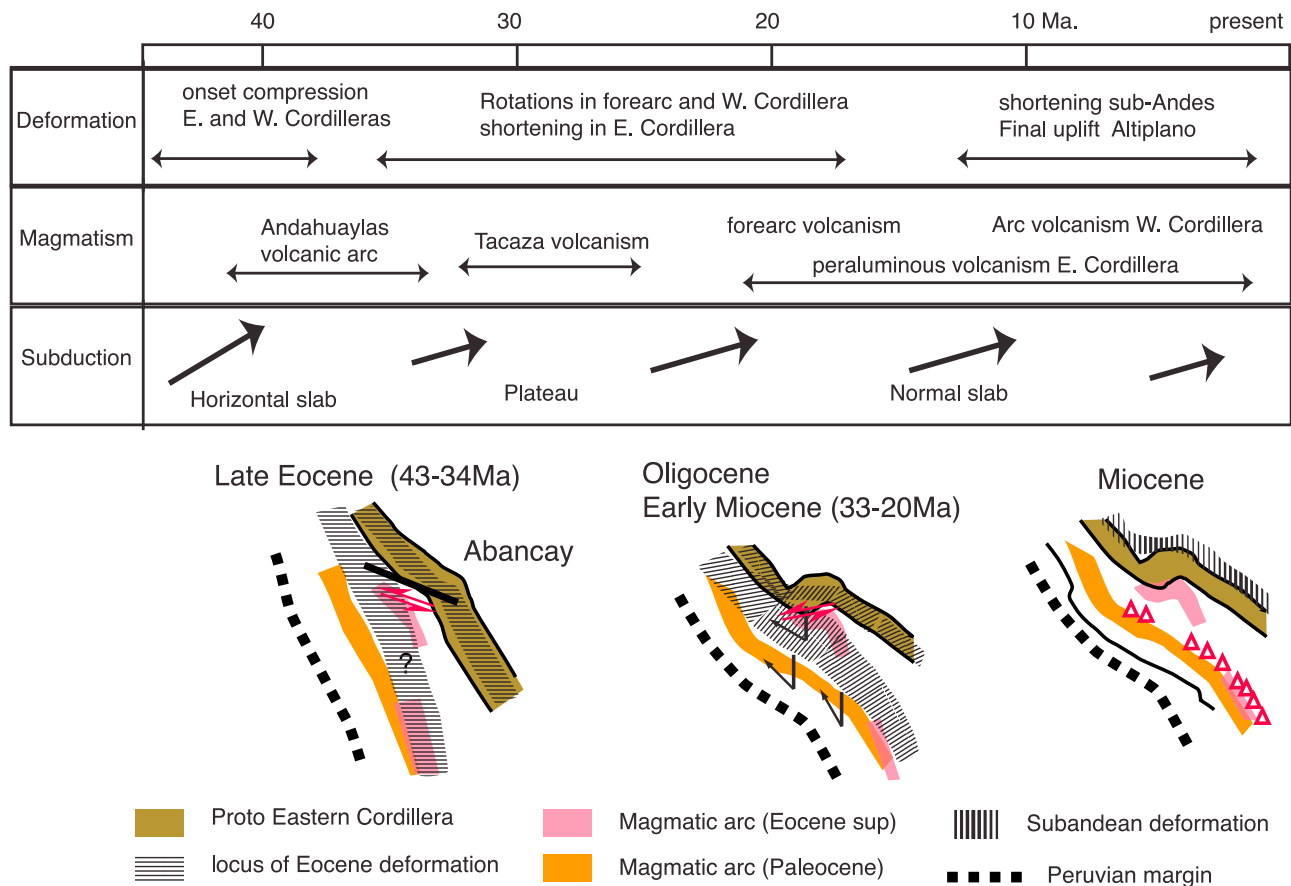 40 30 20 10 Ma. present
Deformation
onset compression
E. and W. Cordilleras
Rotations in forearc and W. Cordillera
shortening in E. Cordillera
shortening sub-Andes
Final uplift Altiplano
Magmatism
Andahuaylas
volcanic arc
Tacaza volcanism
forearc volcanism
Arc volcanism W. Cordillera
peraluminous volcanism E. Cordillera
Subduction
Horizontal slab
Plateau
Normal slab
Late Eocene (43-34Ma)
Abancay
?
Oligocene
Early Miocene (33-20Ma)
Miocene
Proto Eastern Cordillera
locus of Eocene deformation
Magmatic arc (Eocene sup)
Magmatic arc (Paleocene)
Subandean deformation
Peruvian margin